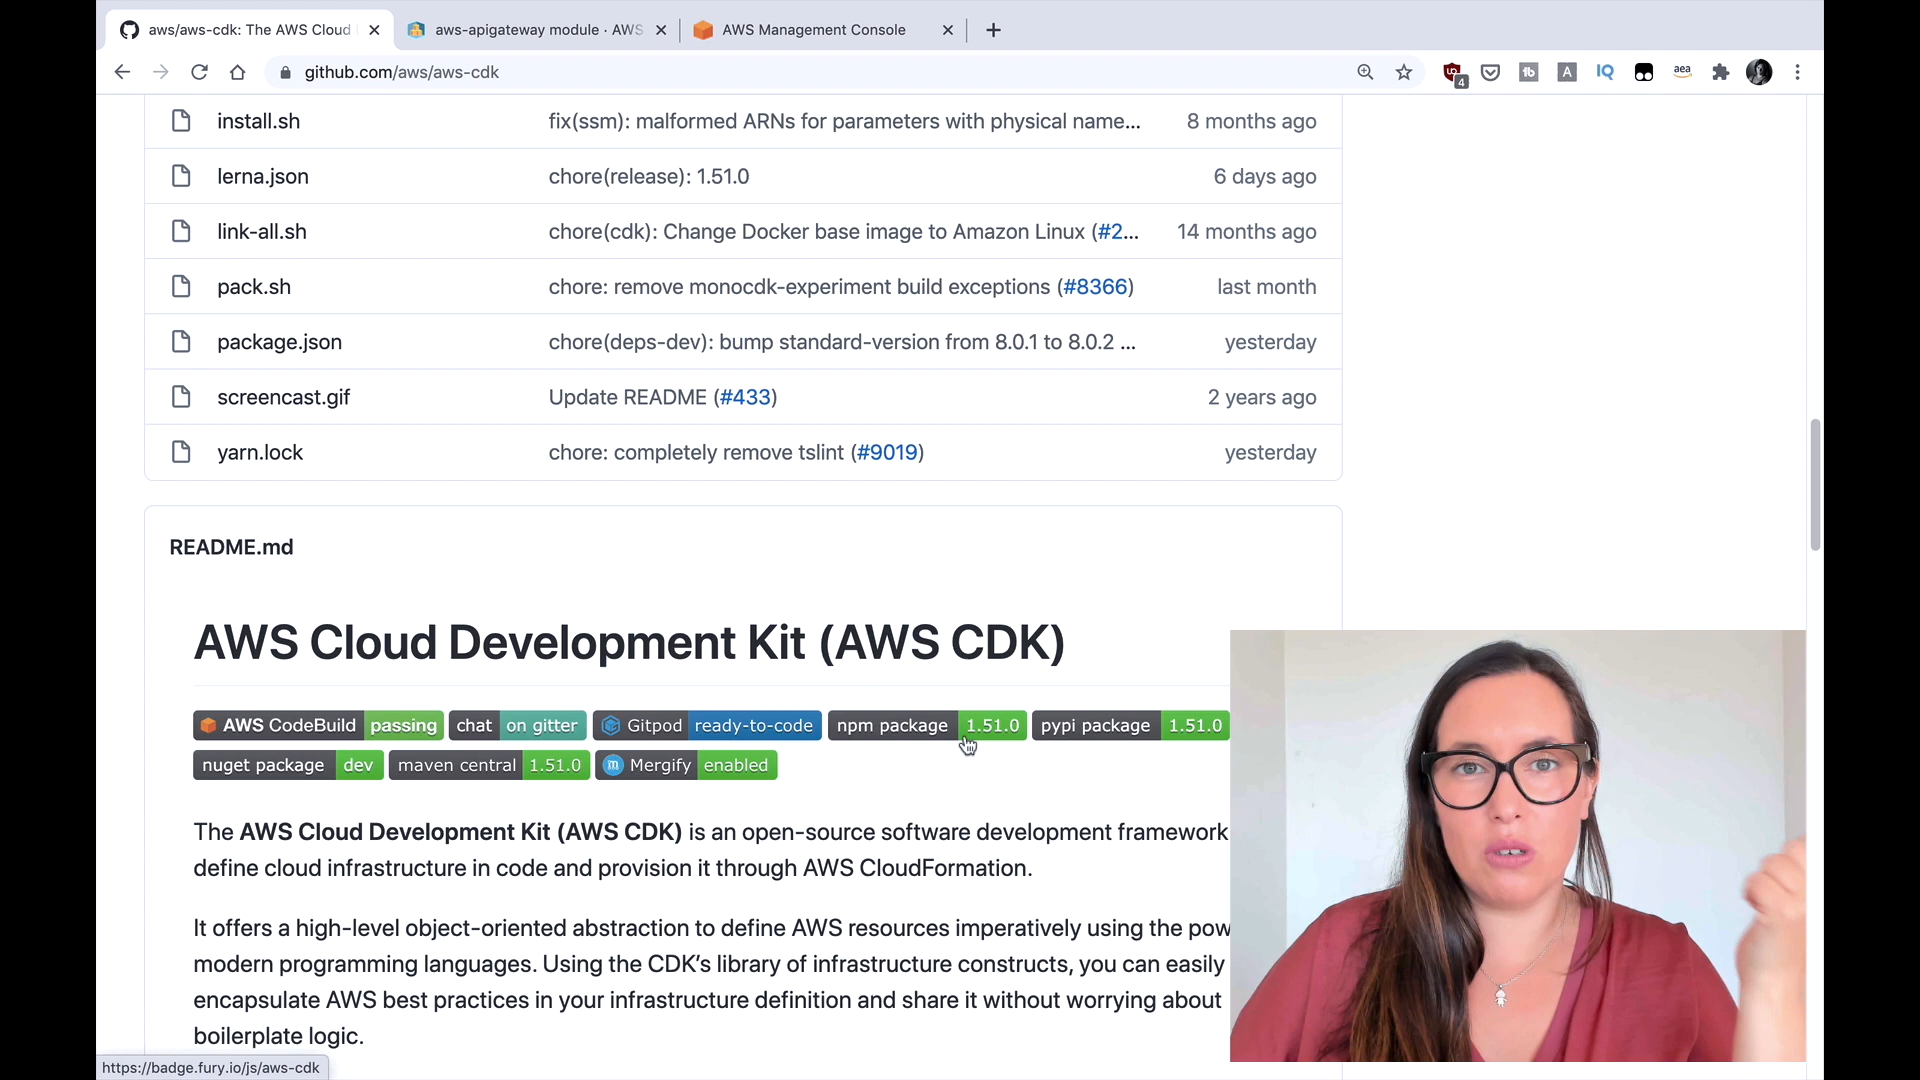 aws/aws-cdk: The AWS Cloud
aws-apigateway module · AWS
AWS Management Console
github.com/aws/aws-cdk
4
tb
A
IQ
aea
install.sh fix(ssm): malformed ARNs for parameters with physical name... 8 months ago
lerna.json chore(release): 1.51.0 6 days ago
link-all.sh chore(cdk): Change Docker base image to Amazon Linux (#2... 14 months ago
pack.sh chore: remove monocdk-experiment build exceptions (#8366) last month
package.json chore(deps-dev): bump standard-version from 8.0.1 to 8.0.2 ... yesterday
screencast.gif Update README (#433) 2 years ago
yarn.lock chore: completely remove tslint (#9019) yesterday
README.md
AWS Cloud Development Kit (AWS CDK)
AWS CodeBuild passing chat on gitter Gitpod ready-to-code npm package 1.51.0 pypi package 1.51.0
nuget package dev maven central 1.51.0 m Mergify enabled
The AWS Cloud Development Kit (AWS CDK) is an open-source software development framework
define cloud infrastructure in code and provision it through AWS CloudFormation.
It offers a high-level object-oriented abstraction to define AWS resources imperatively using the pow
modern programming languages. Using the CDK's library of infrastructure constructs, you can easily
encapsulate AWS best practices in your infrastructure definition and share it without worrying about
boilerplate logic.
https://badge.fury.io/js/aws-cdk